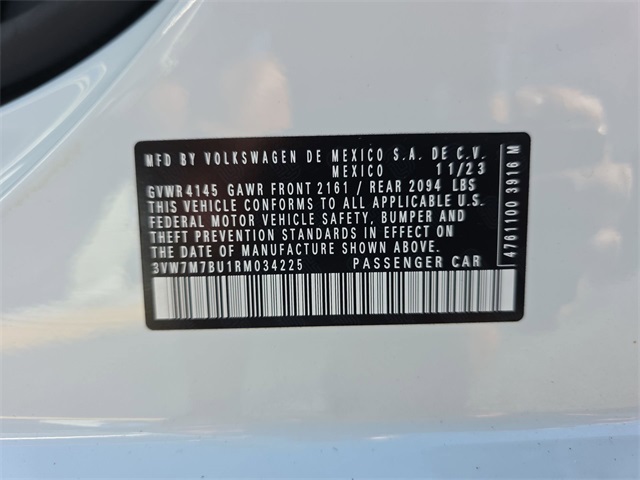 MFD BY VOLKSWAGEN DE MEXICO S.A. DE C.V.
MEXICO 11/23
GVWR 4145 GAWR FRONT 2161 / REAR 2094 LBS
THIS VEHICLE CONFORMS TO ALL APPLICABLE U.S.
FEDERAL MOTOR VEHICLE SAFETY, BUMPER AND
THEFT PREVENTION STANDARDS IN EFFECT ON
THE DATE OF MANUFACTURE SHOWN ABOVE.
3VW7M7BU1RM034225 PASSENGER CAR
4761100 3916 M